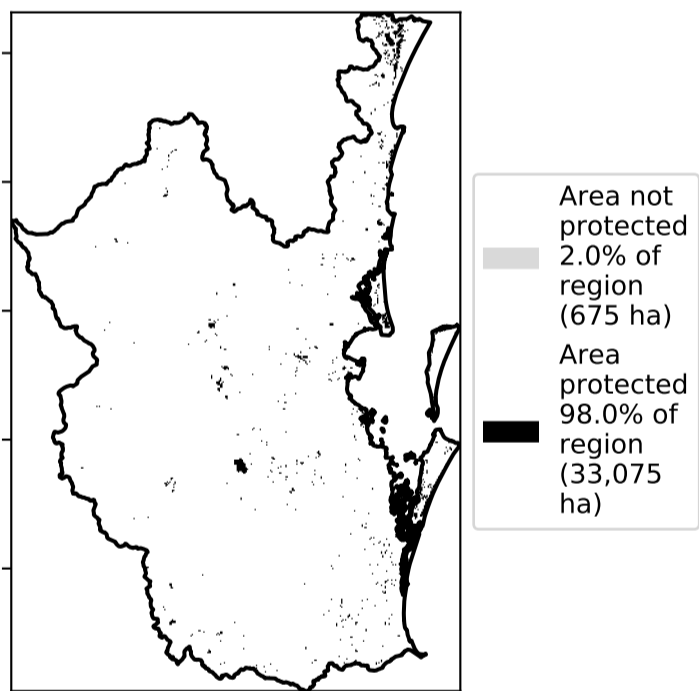 Area not
protected
2.0% of
region
(675 ha)
Area
protected
98.0% of
region
(33,075
ha)